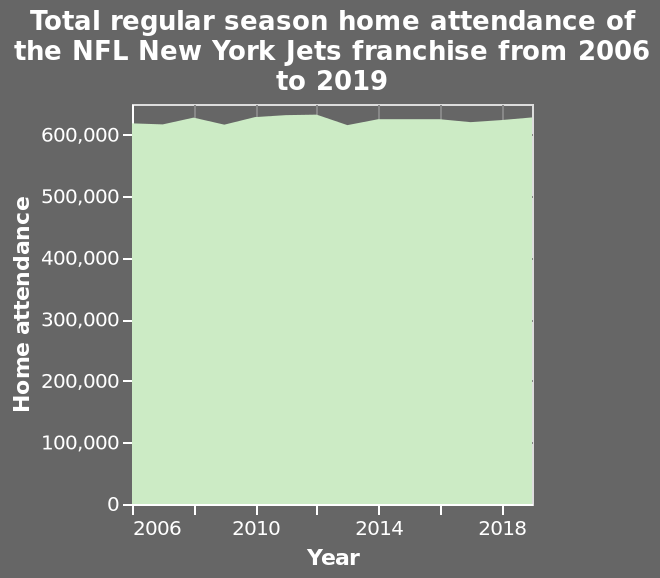 Total regular season home attendance of
the NFL New York Jets franchise from 2006
to 2019
600,000
500,000
400,000
300,000
200,000
100,000
0
Home attendance
2006 2010 2014 2018
Year